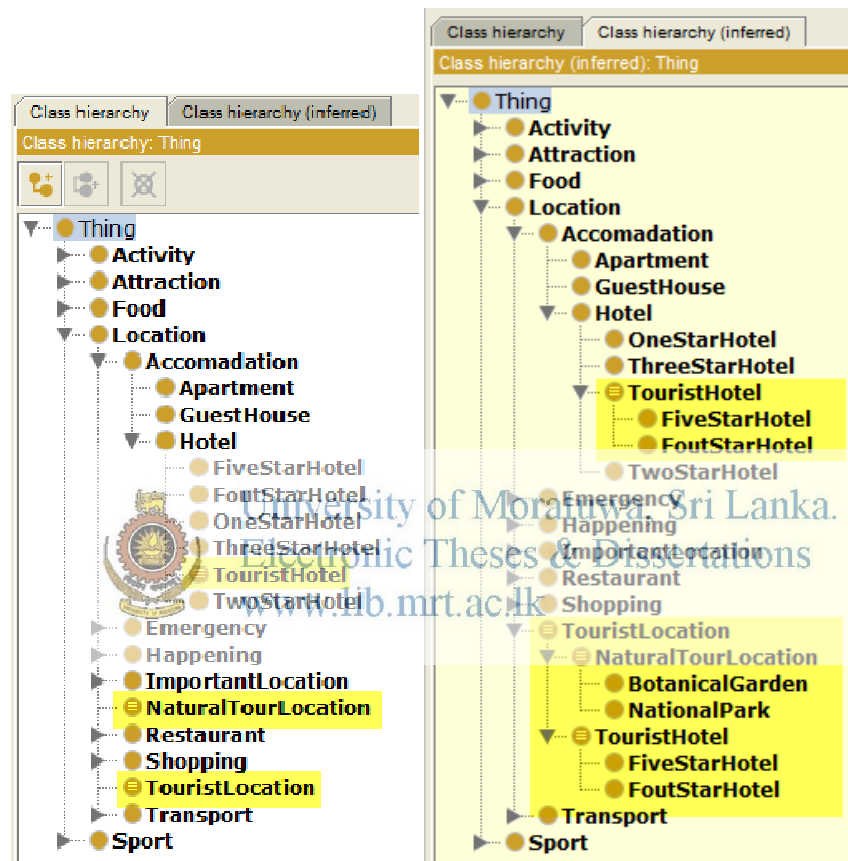 Class hierarchy Class hierarchy (inferred)
Class hierarchy: Thing
Thing
Activity
Attraction
Food
Location
Accomadation
Apartment
GuestHouse
Hotel
FiveStarHotel
FoutStarHotel
OneStarHotel
ThreeStarHotel
TouristHotel
TwoStarHotel
Emergency
Happening
ImportantLocation
NaturalTourLocation
Restaurant
Shopping
TouristLocation
Transport
Sport
Class hierarchy Class hierarchy (inferred)
Class hierarchy (inferred): Thing
Thing
Activity
Attraction
Food
Location
Accomadation
Apartment
GuestHouse
Hotel
OneStarHotel
ThreeStarHotel
TouristHotel
FiveStarHotel
FoutStarHotel
TwoStarHotel
Emergency
Happening
ImportantLocation
Restaurant
Shopping
TouristLocation
NaturalTourLocation
BotanicalGarden
NationalPark
TouristHotel
FiveStarHotel
FoutStarHotel
Transport
Sport
University of Moratuwa, Sri Lanka.
Electronic Theses & Dissertations
www.lib.mrt.ac.lk